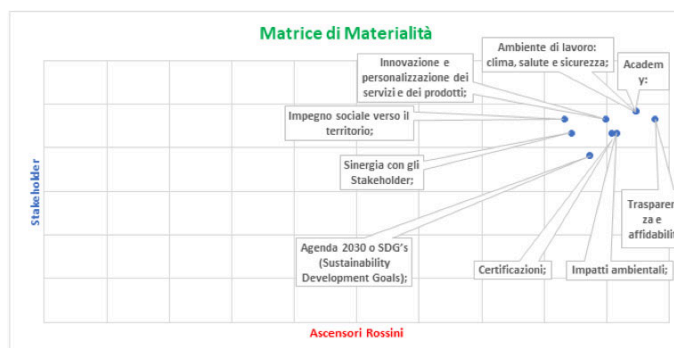 Matrice di Materialità
Ambiente di lavoro:
clima, salute e sicurezza;
Academ
y:
Innovazione e
personalizzazione dei
servizi e dei prodotti;
Impegno sociale verso il
territorio;
Sinergia con gli
Stakeholder;
Stakeholder
Trasparen
za e
affidabilit
Agenda 2030 o SDG's
(Sustainability
Development Goals);
Certificazioni;
Impatti ambientali;
Ascensori Rossini